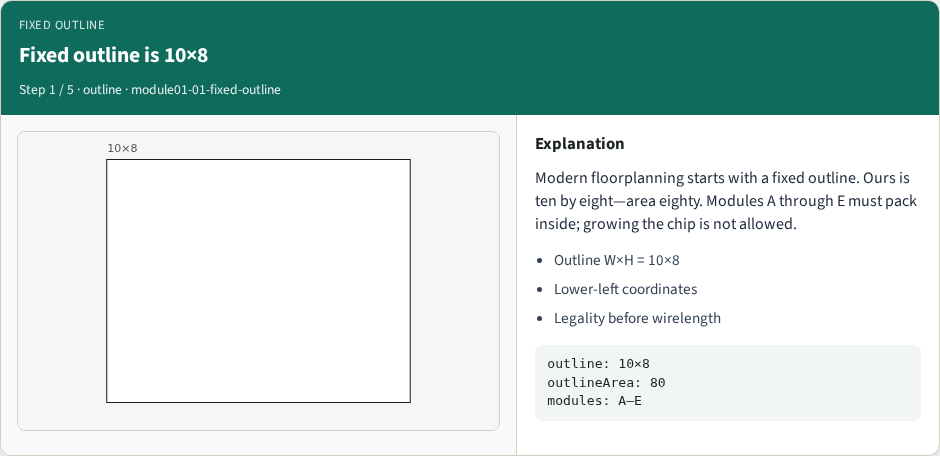 FIXED OUTLINE
Fixed outline is 10×8
Step 1 / 5 · outline · module01-01-fixed-outline
10×8
Explanation
Modern floorplanning starts with a fixed outline. Ours is
ten by eight—area eighty. Modules A through E must pack
inside; growing the chip is not allowed.
• Outline W×H = 10×8
• Lower-left coordinates
• Legality before wirelength
outline: 10×8
outlineArea: 80
modules: A–E